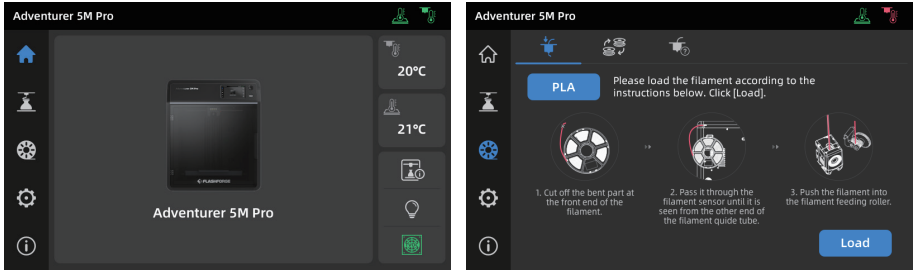 Adventurer 5M Pro
20°C
21°C
FLASHFORGE
Adventurer 5M Pro
Adventurer 5M Pro
PLA
Please load the filament according to the
instructions below. Click [Load].
1. Cut off the bent part at
the front end of the
filament.
2. Pass it through the
filament sensor until it is
seen from the other end of
the filament guide tube.
3. Push the filament into
the filament feeding roller.
Load